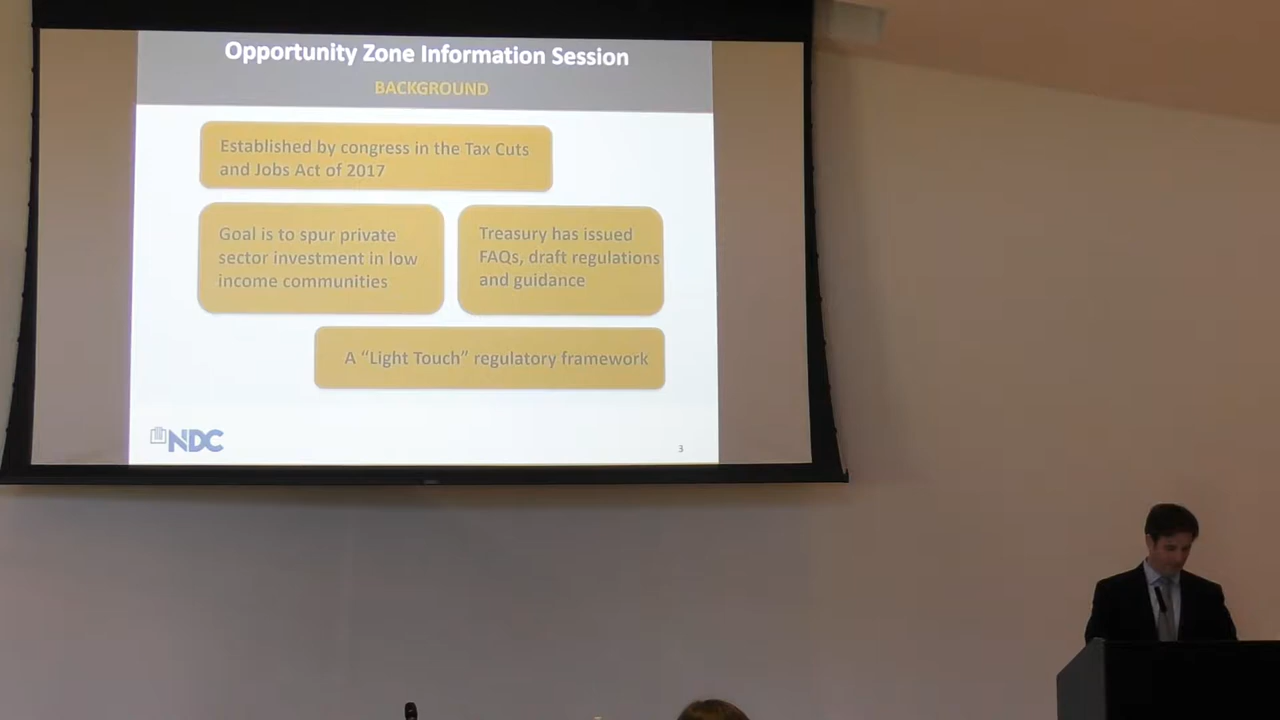 Opportunity Zone Information Session
BACKGROUND
Established by congress in the Tax Cuts
and Jobs Act of 2017
Goal is to spur private
sector investment in low
income communities
Treasury has issued
FAQs, draft regulations
and guidance
A “Light Touch” regulatory framework
NDC
3